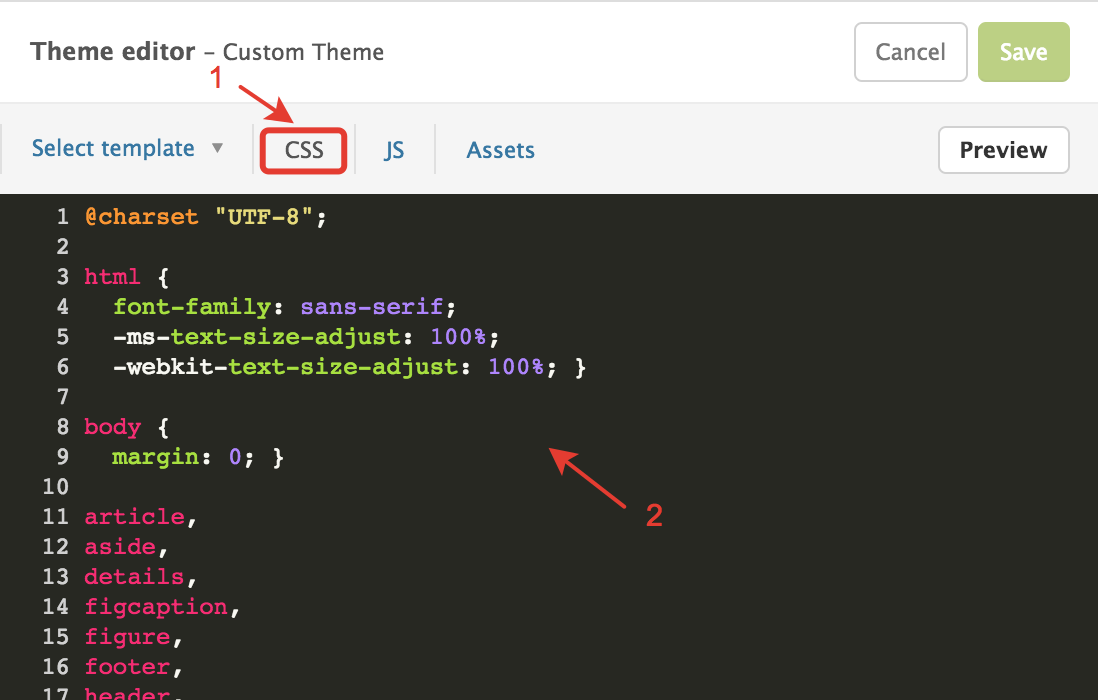 Theme editor – Custom Theme
Cancel
Save
1
Select template ▼
CSS
JS
Assets
Preview
1 @charset "UTF-8";
2
3 html {
4   font-family: sans-serif;
5   -ms-text-size-adjust: 100%;
6   -webkit-text-size-adjust: 100%; }
7
8 body {
9   margin: 0; }
10
2
11 article,
12 aside,
13 details,
14 figcaption,
15 figure,
16 footer,
17 header,